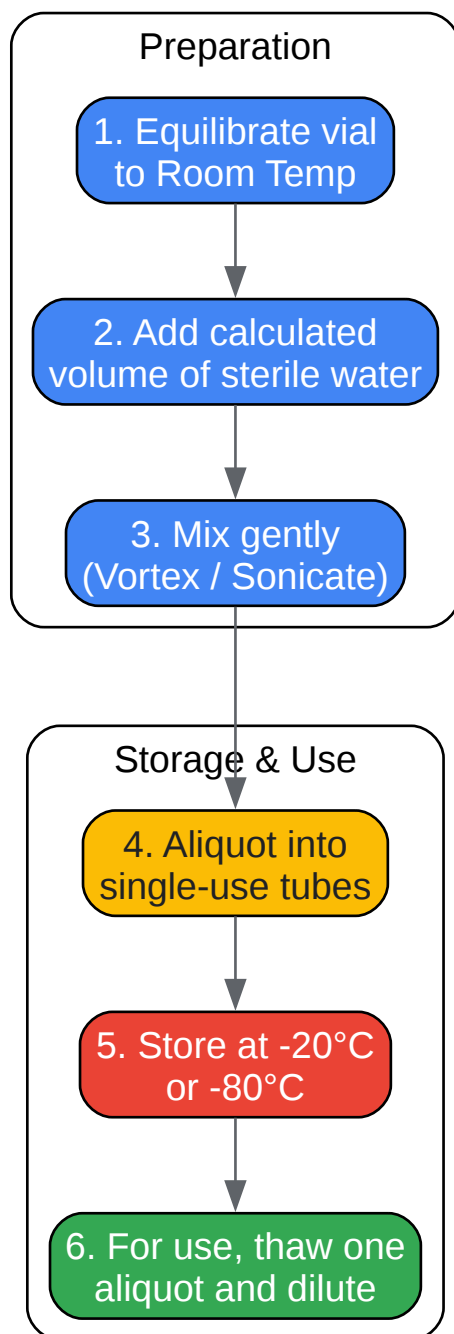 Preparation
1. Equilibrate vial
to Room Temp
2. Add calculated
volume of sterile water
3. Mix gently
(Vortex / Sonicate)
Storage & Use
4. Aliquot into
single-use tubes
5. Store at -20°C
or -80°C
6. For use, thaw one
aliquot and dilute